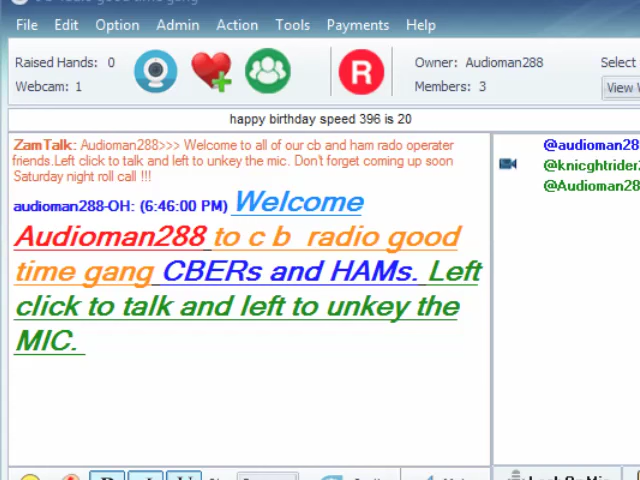 File Edit Option Admin Action Tools Payments Help
Raised Hands: 0
Webcam: 1
R
Owner: Audioman288
Members: 3
Select
View
happy birthday speed 396 is 20
ZamTalk: Audioman288>>> Welcome to all of our cb and ham rado operater
friends.Left click to talk and left to unkey the mic. Don't forget coming up soon
Saturday night roll call !!!
audioman288-OH: (6:46:00 PM) Welcome
Audioman288 to c b radio good
time gang CBERs and HAMs. Left
click to talk and left to unkey the
MIC.
@audioman28
@knicghtrider
@Audioman28